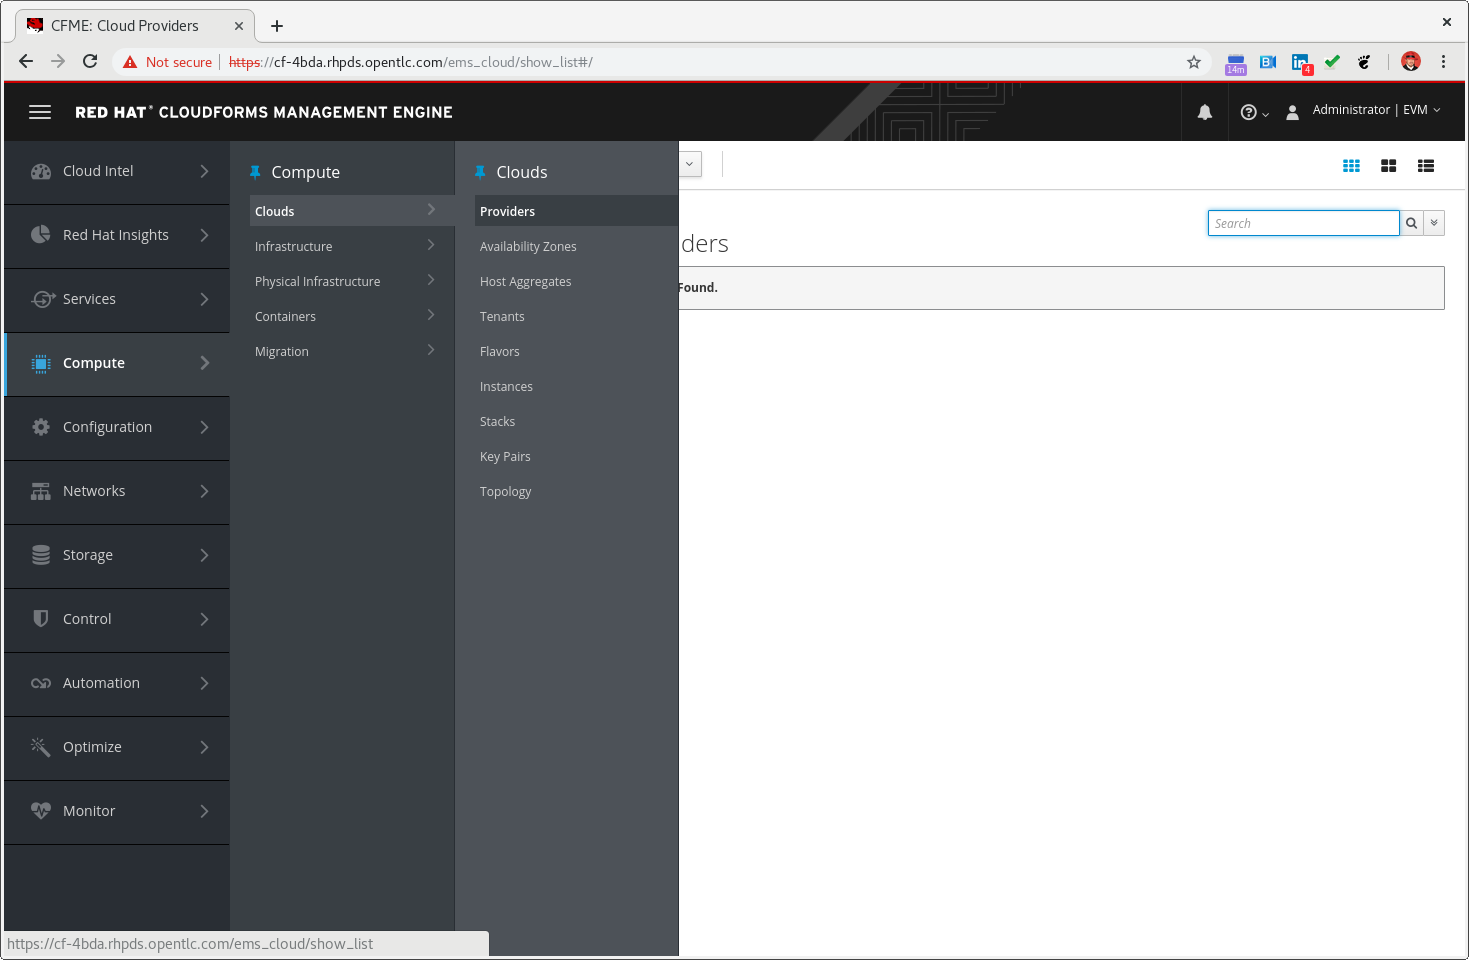 CFME: Cloud Providers
Not secure https://cf-4bda.rhpds.opentlc.com/ems_cloud/show_list#/
14m
B
in
4
RED HAT® CLOUDFORMS MANAGEMENT ENGINE
Administrator | EVM
Cloud Intel
Red Hat Insights
Services
Compute
Configuration
Networks
Storage
Control
Automation
Optimize
Monitor
Compute
Clouds
Infrastructure
Physical Infrastructure
Containers
Migration
Clouds
Providers
Availability Zones
Host Aggregates
Tenants
Flavors
Instances
Stacks
Key Pairs
Topology
Search
ders
Found.
https://cf-4bda.rhpds.opentlc.com/ems_cloud/show_list